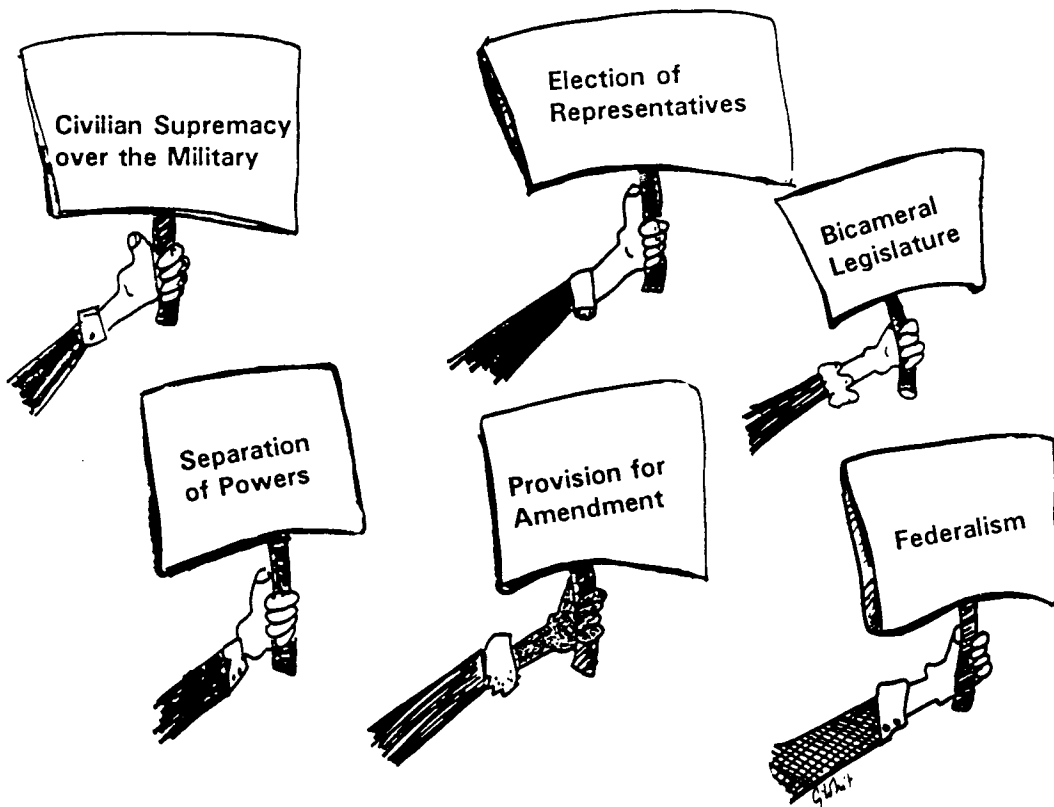 Civilian Supremacy
over the Military
Election of
Representatives
Bicameral
Legislature
Separation
of Powers
Provision for
Amendment
Federalism